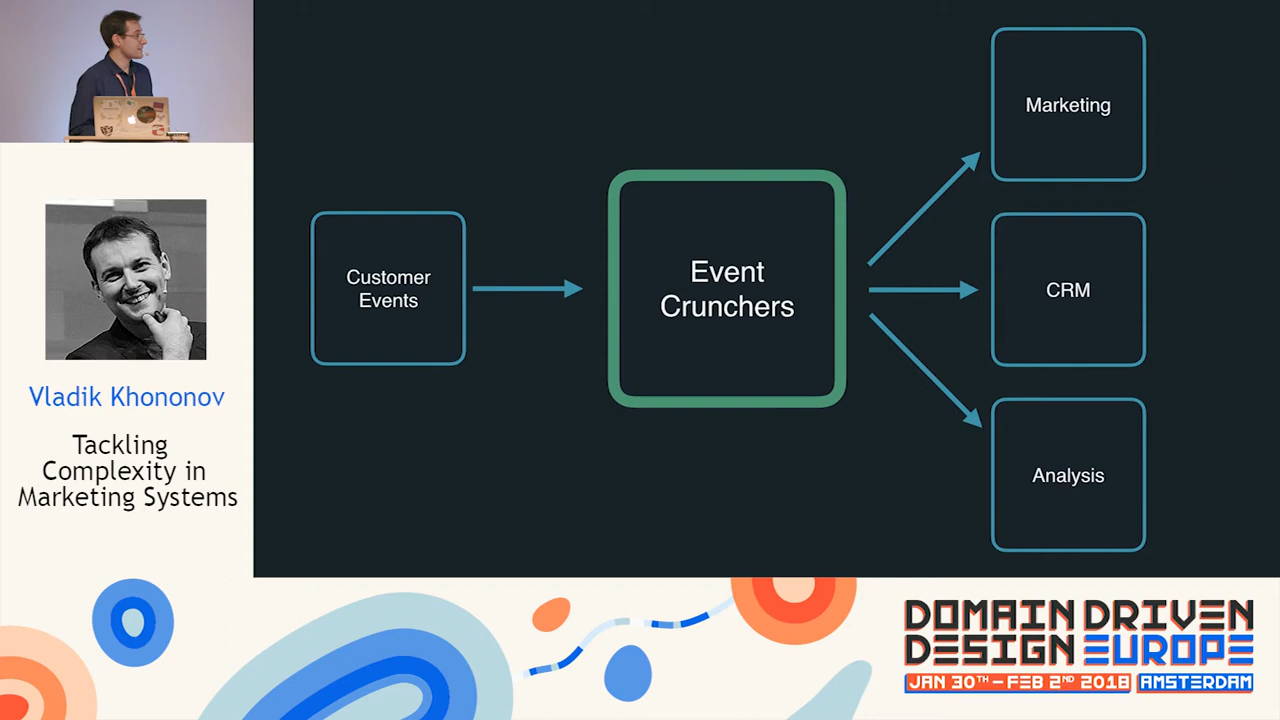 Vladik Khononov
Tackling
Complexity in
Marketing Systems
Customer
Events
Event
Crunchers
Marketing
CRM
Analysis
DOMAIN DRIVEN
DESIGN EUROPE
JAN 30TH - FEB 2ND 2018 AMSTERDAM